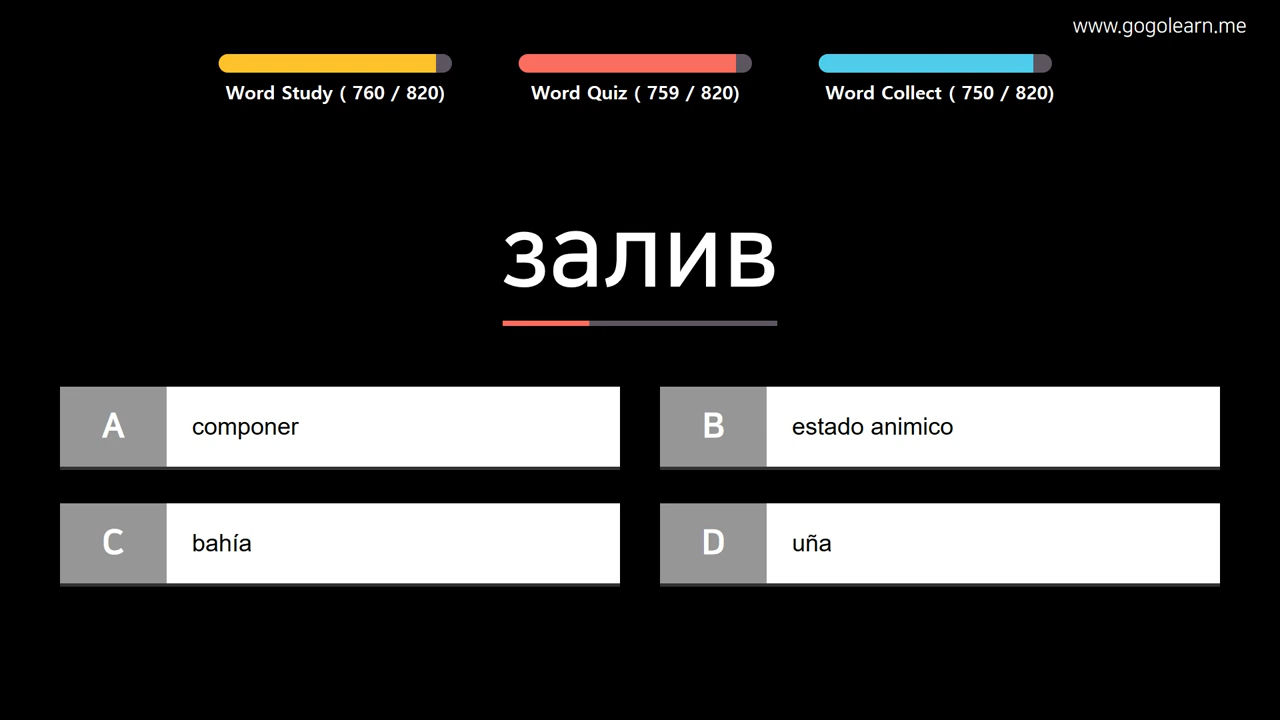 www.gogolearn.me
Word Study ( 760 / 820)
Word Quiz ( 759 / 820)
Word Collect ( 750 / 820)
залив
A
componer
B
estado animico
C
bahía
D
uña